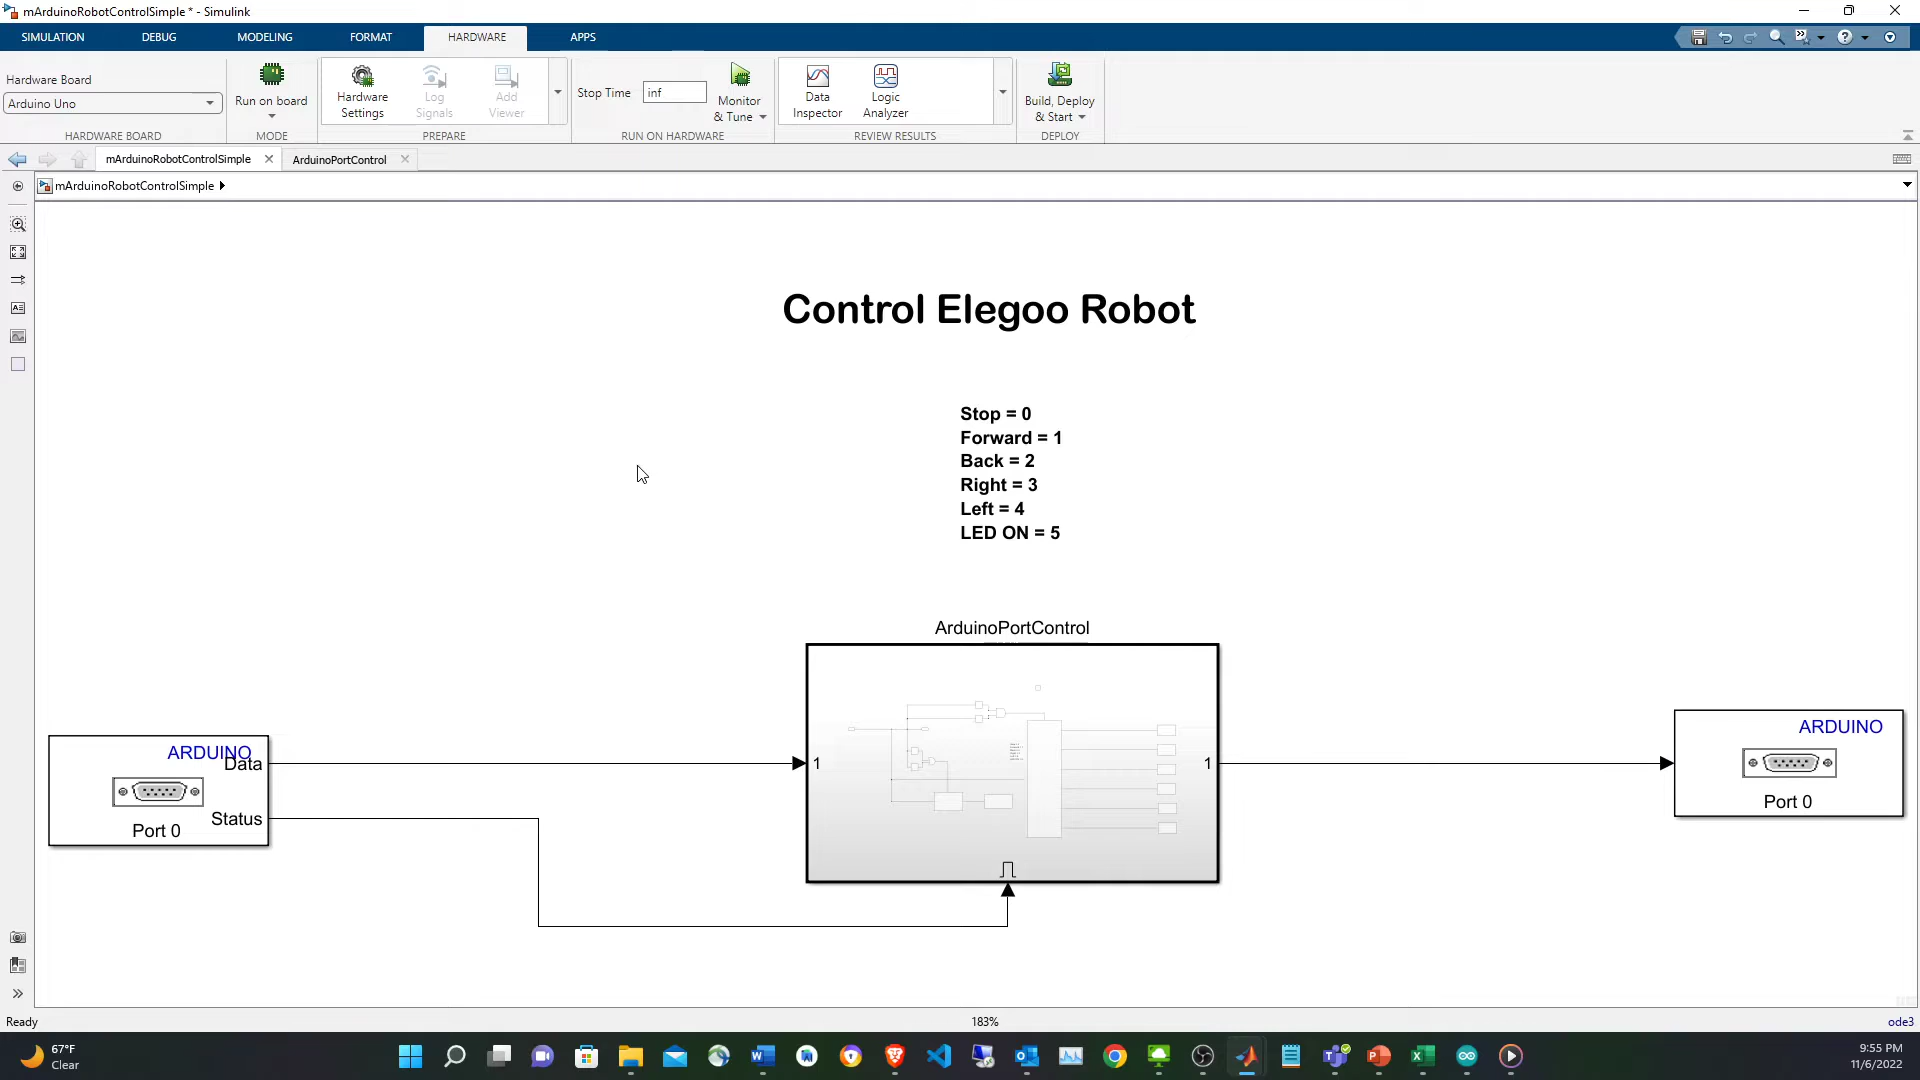 mArduinoRobotControlSimple * - Simulink
SIMULATION
DEBUG
MODELING
FORMAT
HARDWARE
APPS
Hardware Board
Arduino Uno
HARDWARE BOARD
Run on board
MODE
Hardware
Settings
Log
Signals
Add
Viewer
PREPARE
Stop Time
inf
Monitor
& Tune
RUN ON HARDWARE
Data
Inspector
Logic
Analyzer
REVIEW RESULTS
Build, Deploy
& Start
DEPLOY
mArduinoRobotControlSimple
ArduinoPortControl
mArduinoRobotControlSimple
Control Elegoo Robot
Stop = 0
Forward = 1
Back = 2
Right = 3
Left = 4
LED ON = 5
ArduinoPortControl
ARDUINO
Data
Status
Port 0
1
1
ARDUINO
Port 0
Ready
183%
ode3
67°F
Clear
9:55 PM
11/6/2022